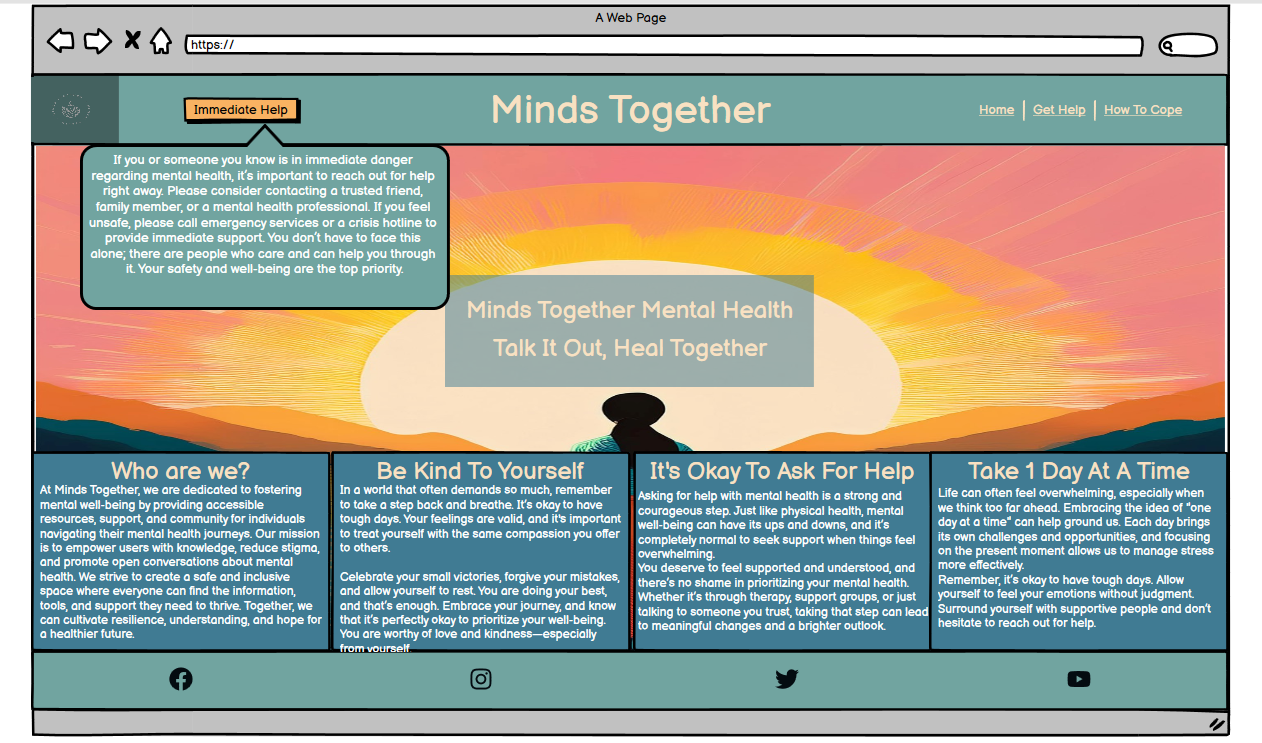 A Web Page
https://
Immediate Help
Minds Together
Home
Get Help
How To Cope
If you or someone you know is in immediate danger
regarding mental health, it's important to reach out for help
right away. Please consider contacting a trusted friend,
family member, or a mental health professional. If you feel
unsafe, please call emergency services or a crisis hotline to
provide immediate support. You don't have to face this
alone; there are people who care and can help you through
it. Your safety and well-being are the top priority.
Minds Together Mental Health
Talk It Out, Heal Together
Who are we?
At Minds Together, we are dedicated to fostering
mental well-being by providing accessible
resources, support, and community for individuals
navigating their mental health journeys. Our mission
is to empower users with knowledge, reduce stigma,
and promote open conversations about mental
health. We strive to create a safe and inclusive
space where everyone can find the information,
tools, and support they need to thrive. Together, we
can cultivate resilience, understanding, and hope for
a healthier future.
Be Kind To Yourself
In a world that often demands so much, remember
to take a step back and breathe. It's okay to have
tough days. Your feelings are valid, and it's important
to treat yourself with the same compassion you offer
to others.
Celebrate your small victories, forgive your mistakes,
and allow yourself to rest. You are doing your best,
and that's enough. Embrace your journey, and know
that it's perfectly okay to prioritize your well-being.
You are worthy of love and kindness—especially
from yourself.
It's Okay To Ask For Help
Asking for help with mental health is a strong and
courageous step. Just like physical health, mental
well-being can have its ups and downs, and it's
completely normal to seek support when things feel
overwhelming.
You deserve to feel supported and understood, and
there's no shame in prioritizing your mental health.
Whether it's through therapy, support groups, or just
talking to someone you trust, taking that step can lead
to meaningful changes and a brighter outlook.
Take 1 Day At A Time
Life can often feel overwhelming, especially when
we think too far ahead. Embracing the idea of "one
day at a time" can help ground us. Each day brings
its own challenges and opportunities, and focusing
on the present moment allows us to manage stress
more effectively.
Remember, it's okay to have tough days. Allow
yourself to feel your emotions without judgment.
Surround yourself with supportive people and don't
hesitate to reach out for help.